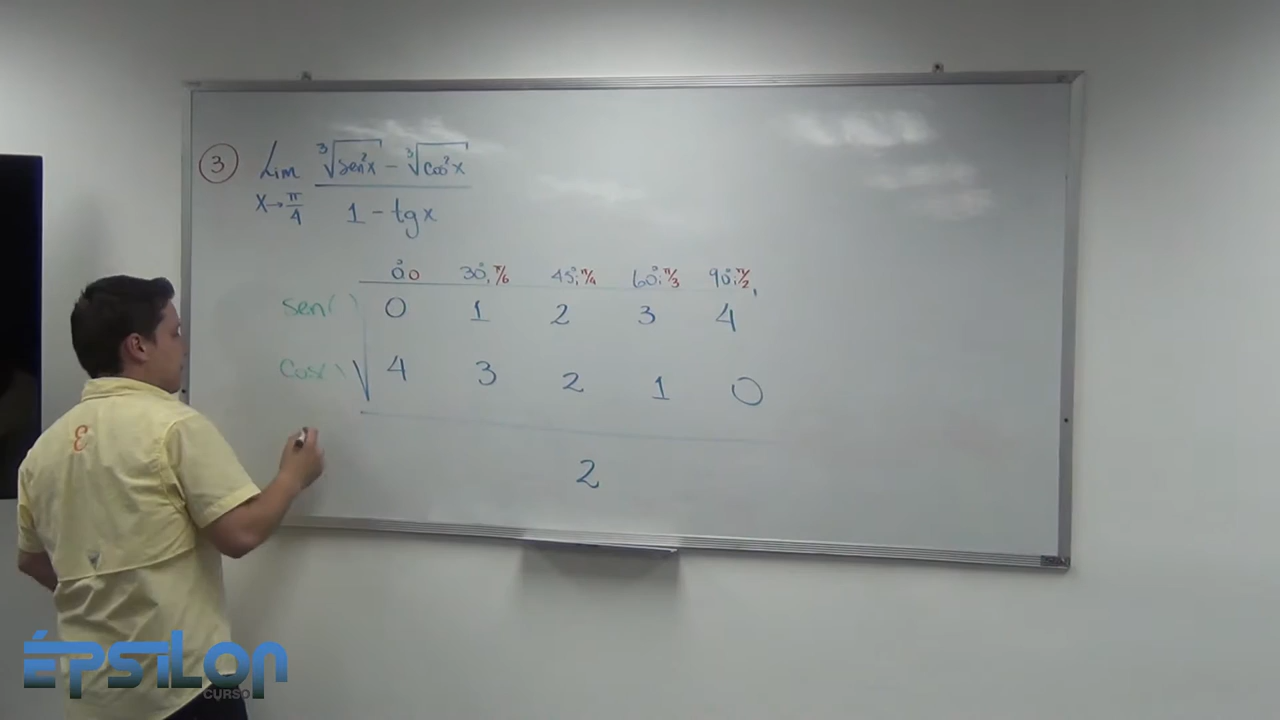 ③ Lim ∛sen²x - ∛cos²x
x→π/4 1 - tgx
0°, 0 30°, π/6 45°, π/4 60°, π/3 90°, π/2
sen( ) 0 1 2 3 4
cos( ) √ 4 3 2 1 0
2
ε
ÉPSILON
CURSO